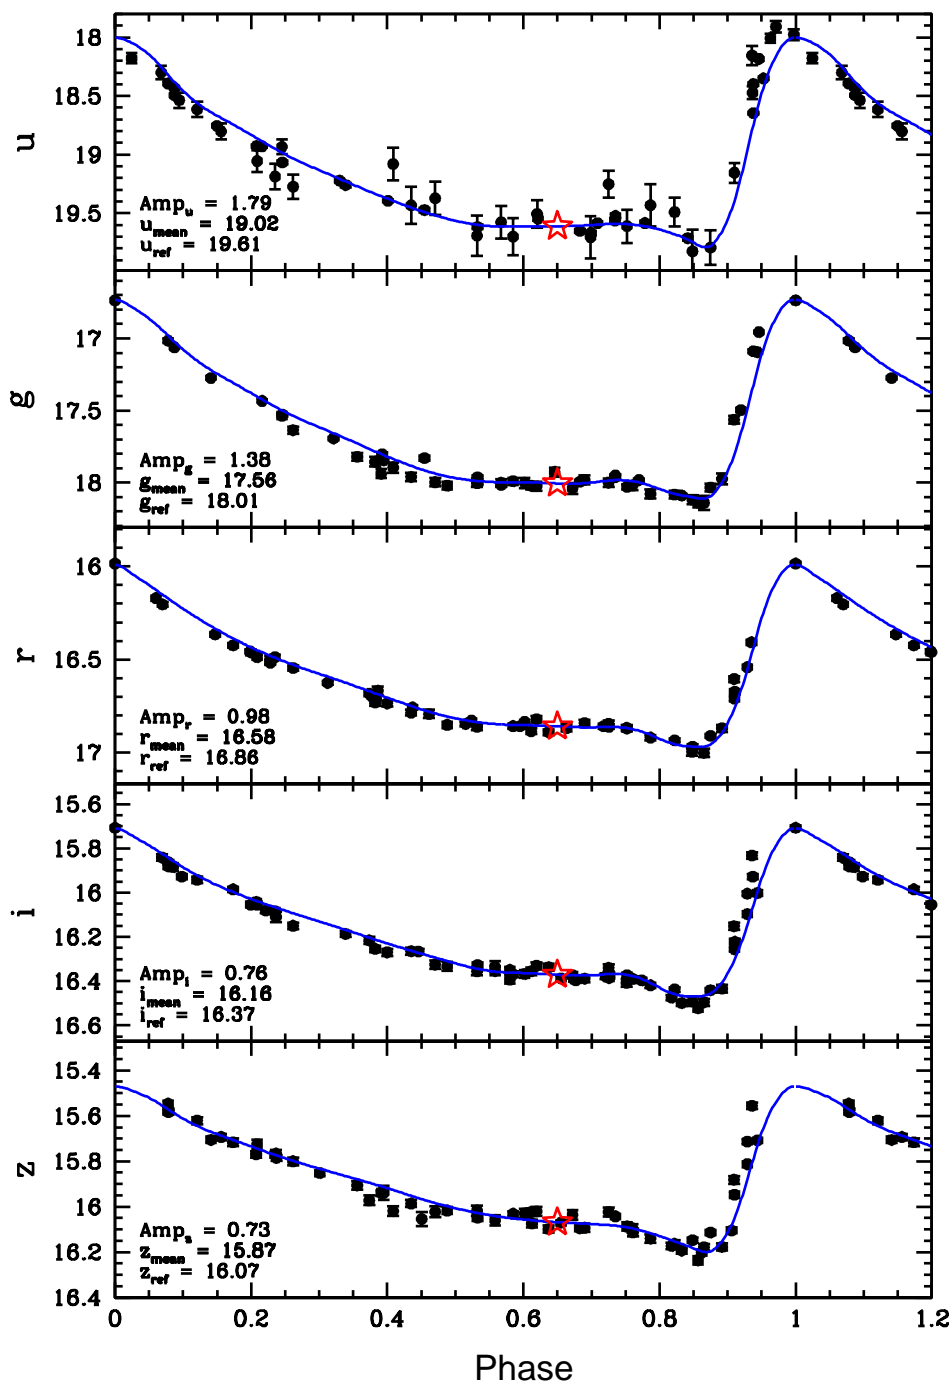 18
18.5
19
19.5
u
Amp_u = 1.79
u_mean = 19.02
u_ref = 19.61
17
17.5
18
g
Amp_g = 1.38
g_mean = 17.56
g_ref = 18.01
16
16.5
17
r
Amp_r = 0.98
r_mean = 16.58
r_ref = 16.86
15.6
15.8
16
16.2
16.4
16.6
i
Amp_i = 0.76
i_mean = 16.16
i_ref = 16.37
15.4
15.6
15.8
16
16.2
16.4
z
Amp_z = 0.73
z_mean = 15.87
z_ref = 16.07
0 0.2 0.4 0.6 0.8 1 1.2
Phase